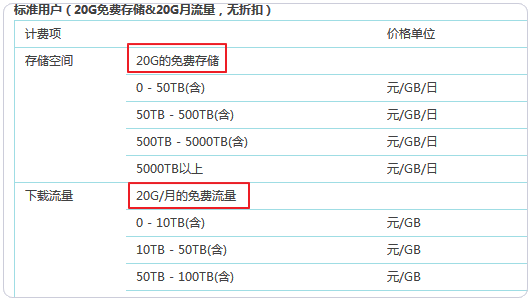 标准用户（20G免费存储&20G月流量，无折扣）
计费项 价格单位
存储空间 20G的免费存储
0 - 50TB(含) 元/GB/日
50TB - 500TB(含) 元/GB/日
500TB - 5000TB(含) 元/GB/日
5000TB以上 元/GB/日
下载流量 20G/月的免费流量
0 - 10TB(含) 元/GB
10TB - 50TB(含) 元/GB
50TB - 100TB(含) 元/GB